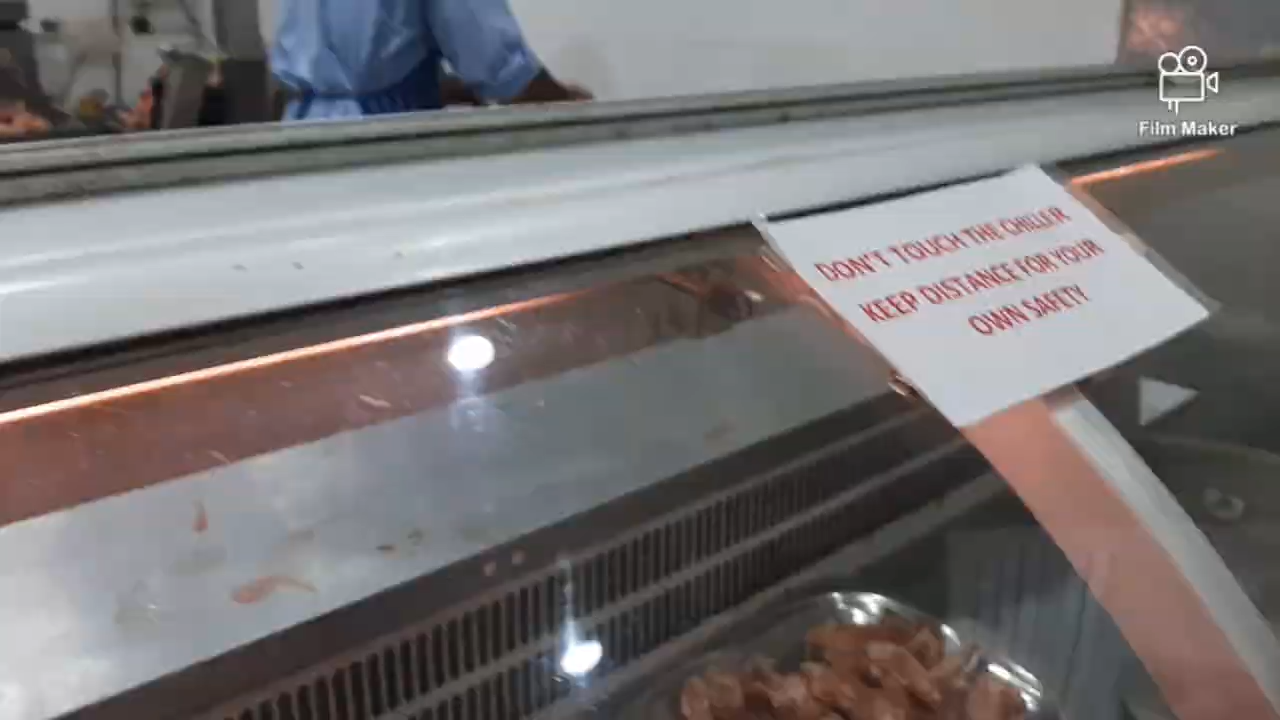 Film Maker
DON'T TOUCH THE CHILLER
KEEP DISTANCE FOR YOUR
OWN SAFETY